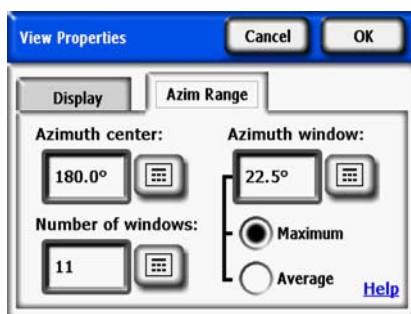 View Properties Cancel OK
Display Azim Range
Azimuth center: Azimuth window:
180.0° 22.5°
Number of windows: Maximum
11 Average
Help